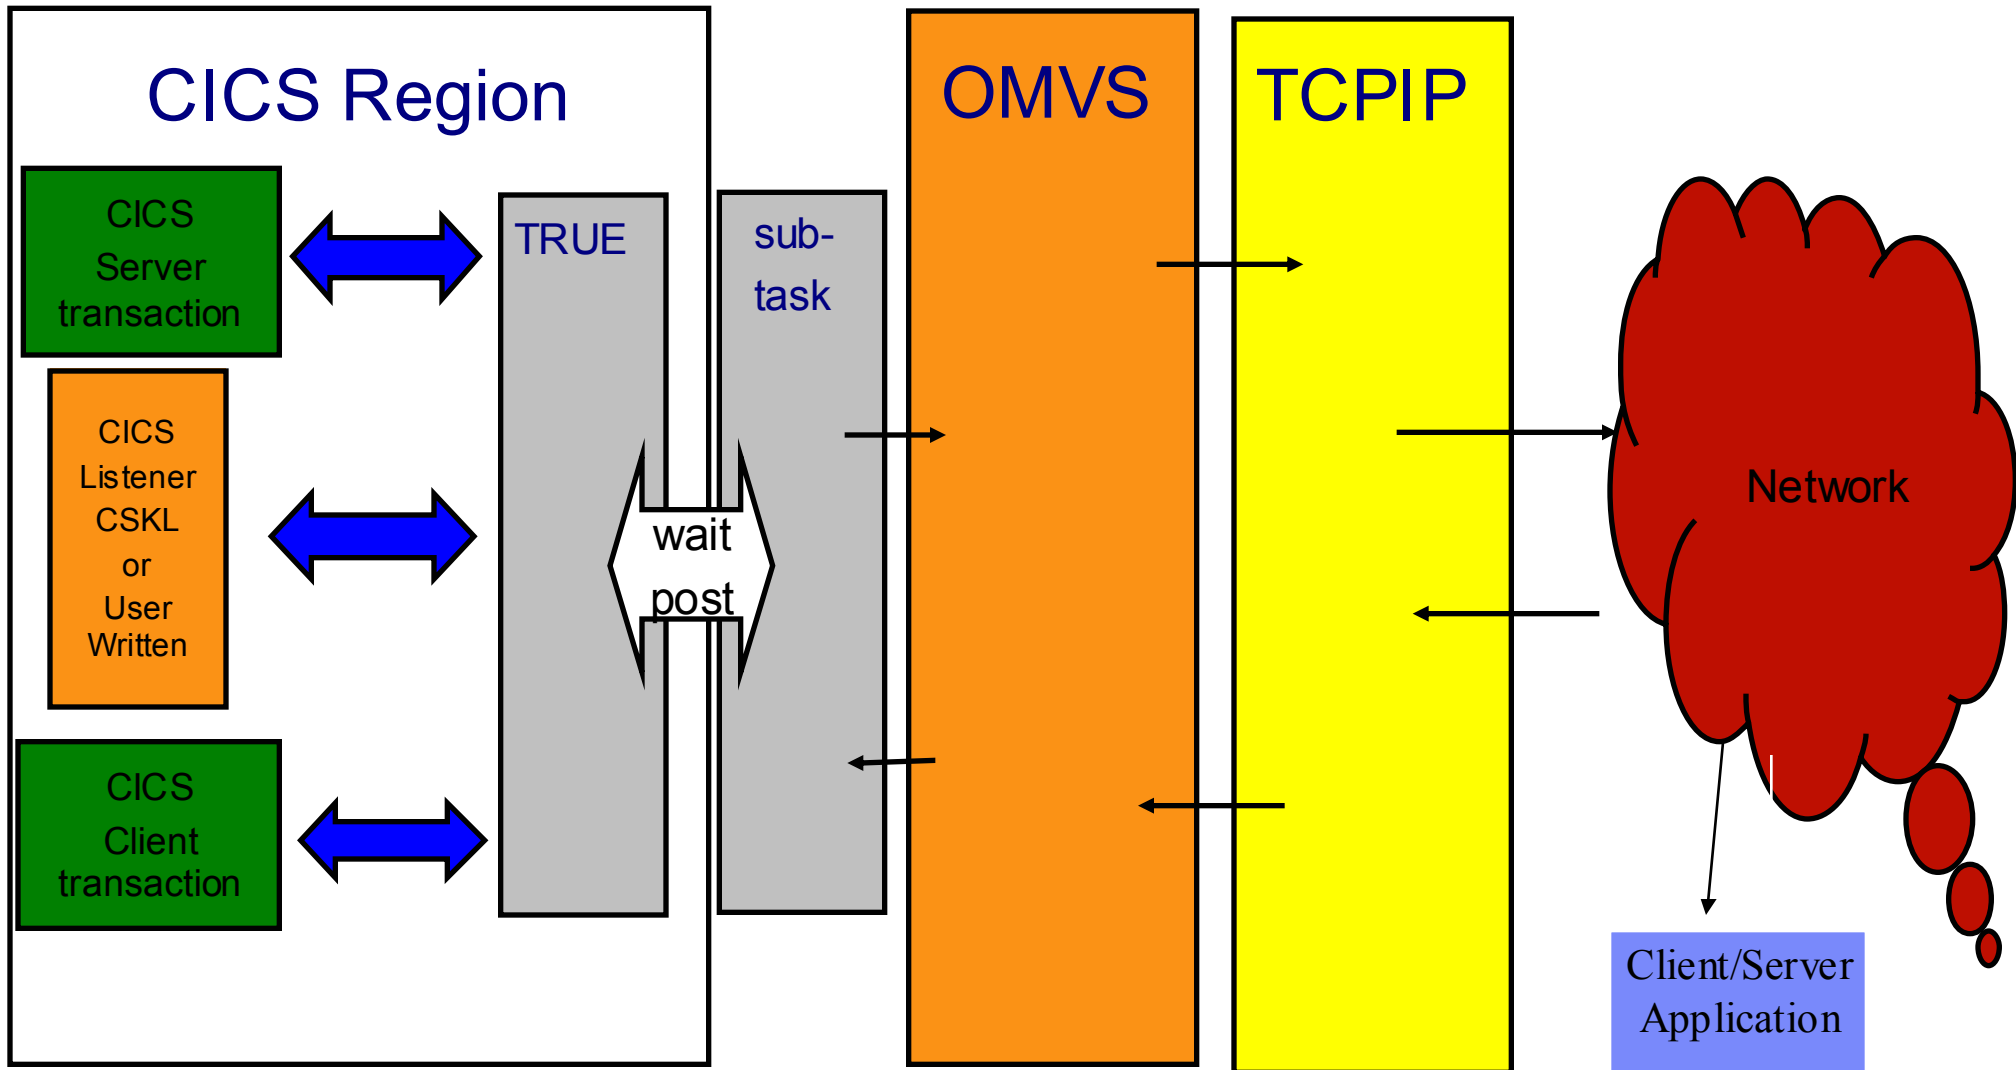 CICS Region
OMVS
TCPIP
CICS
Server
transaction
TRUE
sub-
task
CICS
Listener
CSKL
or
User
Written
wait
post
Network
CICS
Client
transaction
Client/Server
Application